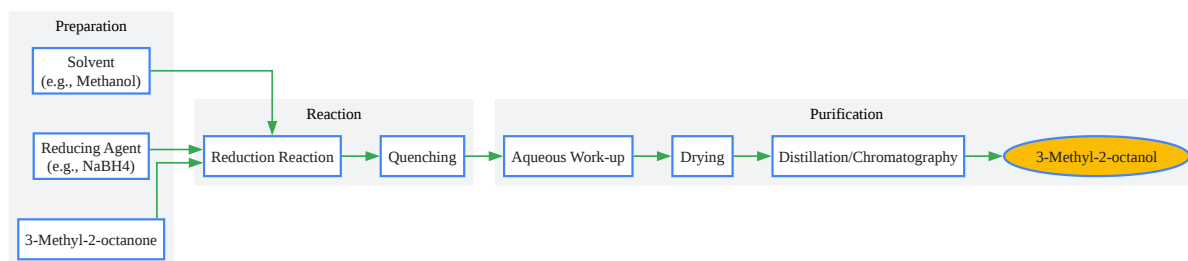 Preparation
Solvent
(e.g., Methanol)
Reducing Agent
(e.g., NaBH4)
3-Methyl-2-octanone
Reaction
Reduction Reaction
Quenching
Purification
Aqueous Work-up
Drying
Distillation/Chromatography
3-Methyl-2-octanol